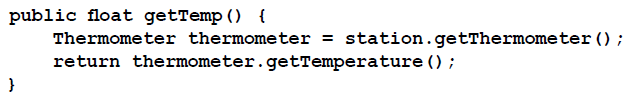 public float getTemp() {
    Thermometer thermometer = station.getThermometer();
    return thermometer.getTemperature();
}